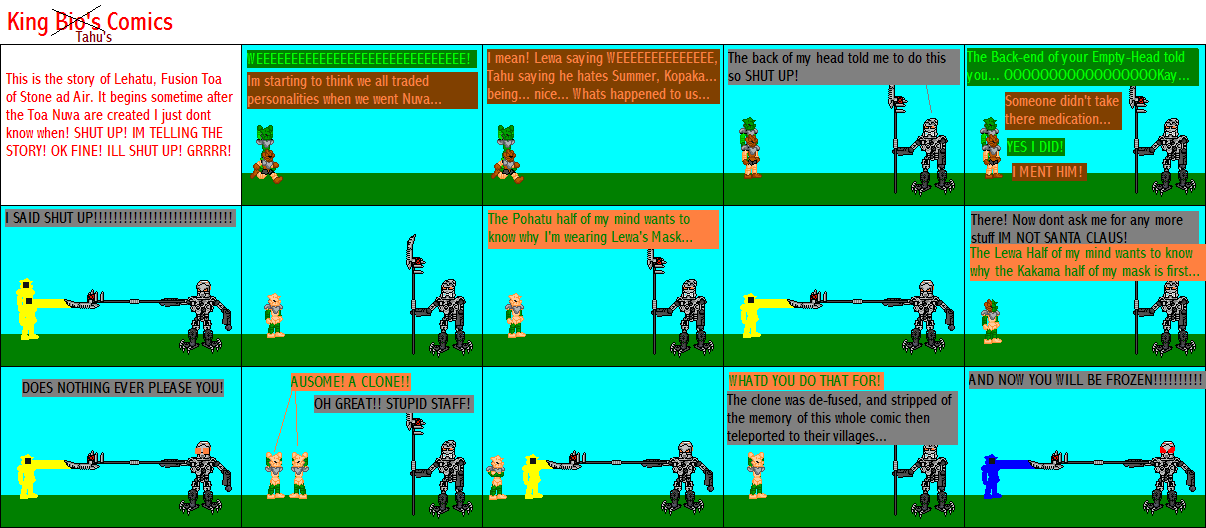 King Bio's Comics
Tahu's
This is the story of Lehatu, Fusion Toa
of Stone ad Air. It begins sometime after
the Toa Nuva are created I just dont
know when! SHUT UP! IM TELLING THE
STORY! OK FINE! ILL SHUT UP! GRRRR!
WEEEEEEEEEEEEEEEEEEEEEEEEEEEEEE!
Im starting to think we all traded
personalities when we went Nuva...
I mean! Lewa saying WEEEEEEEEEEEEEE,
Tahu saying he hates Summer, Kopaka...
being... nice... Whats happened to us...
The back of my head told me to do this
so SHUT UP!
The Back-end of your Empty-Head told
you... OOOOOOOOOOOOOOOOOKay...
Someone didn't take
there medication...
YES I DID!
I MENT HIM!
I SAID SHUT UP!!!!!!!!!!!!!!!!!!!!!!!!!!!!
The Pohatu half of my mind wants to
know why I'm wearing Lewa's Mask...
There! Now dont ask me for any more
stuff IM NOT SANTA CLAUS!
The Lewa Half of my mind wants to know
why the Kakama half of my mask is first...
DOES NOTHING EVER PLEASE YOU!
AUSOME! A CLONE!!
OH GREAT!! STUPID STAFF!
WHATD YOU DO THAT FOR!
The clone was de-fused, and stripped of
the memory of this whole comic then
teleported to their villages...
AND NOW YOU WILL BE FROZEN!!!!!!!!!!